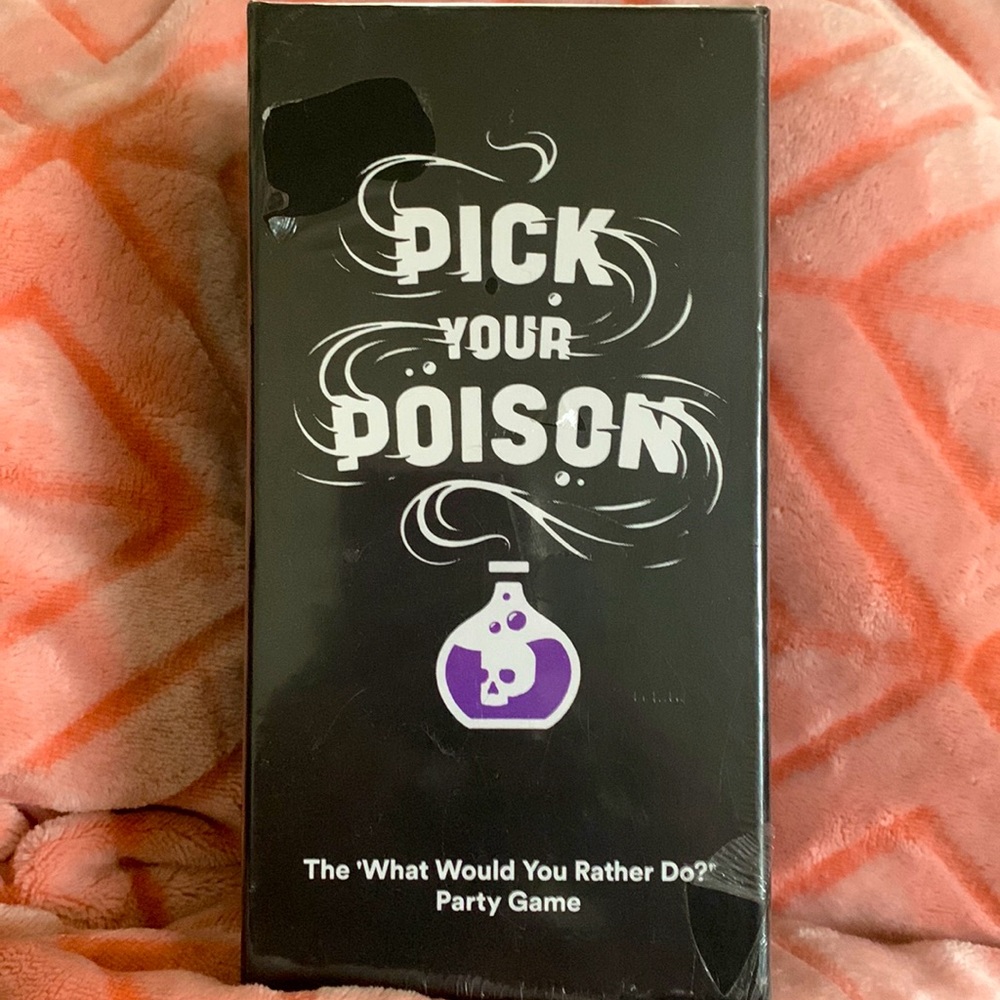 PICK
YOUR
POISON
The 'What Would You Rather Do?'
Party Game